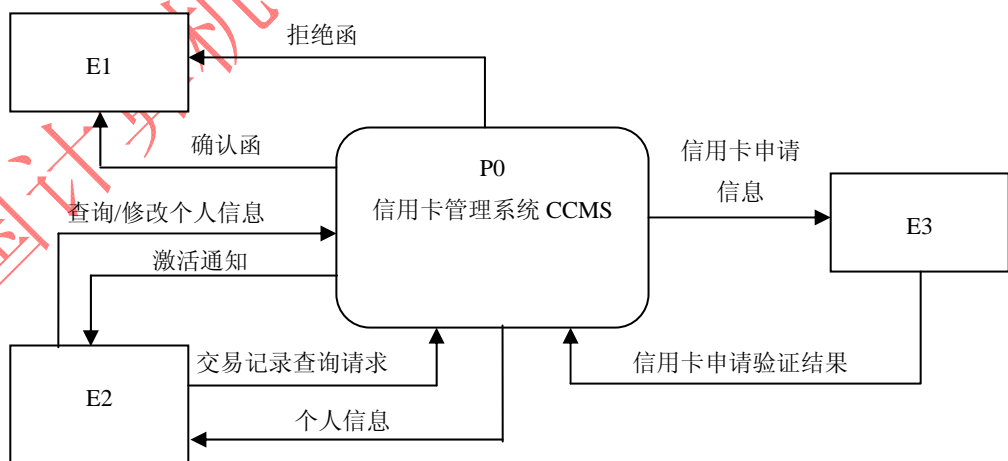 拒绝函
E1
确认函
P0
信用卡管理系统 CCMS
信用卡申请
信息
E3
查询/修改个人信息
激活通知
交易记录查询请求
信用卡申请验证结果
E2
个人信息